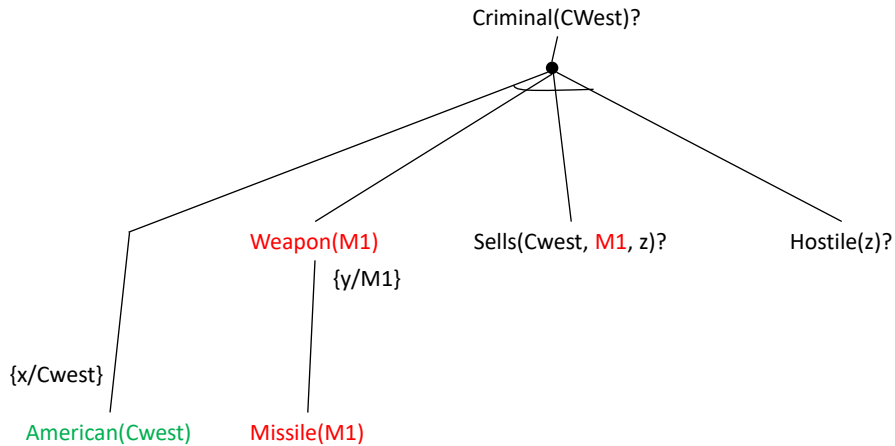 Criminal(CWest)?
Weapon(M1)
Sells(Cwest, M1, z)?
Hostile(z)?
{y/M1}
{x/Cwest}
American(Cwest)
Missile(M1)